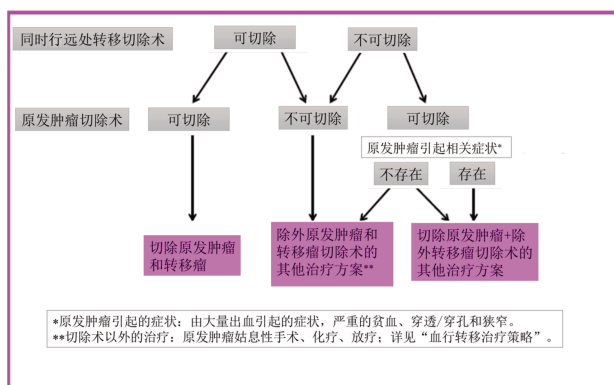 同时行远处转移切除术
可切除
不可切除
原发肿瘤切除术
可切除
不可切除
可切除
原发肿瘤引起相关症状*
不存在
存在
切除原发肿瘤
和转移瘤
除外原发肿瘤和
转移瘤切除术的
其他治疗方案**
切除原发肿瘤+除
外转移瘤切除术的
其他治疗方案
*原发肿瘤引起的症状：由大量出血引起的症状，严重的贫血、穿透/穿孔和狭窄。
**切除术以外的治疗：原发肿瘤姑息性手术、化疗、放疗；详见“血行转移治疗策略”。